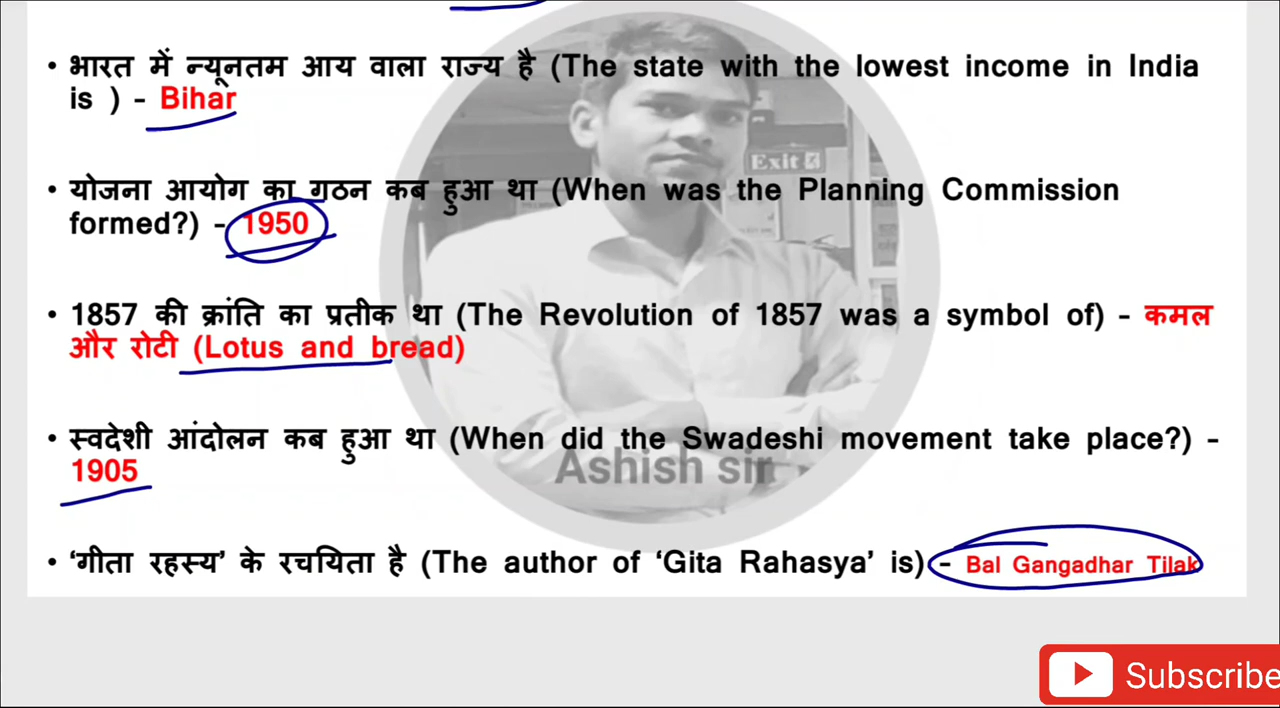 • भारत में न्यूनतम आय वाला राज्य है (The state with the lowest income in India
is ) – Bihar
• योजना आयोग का गठन कब हुआ था (When was the Planning Commission
formed?) – 1950
• 1857 की क्रांति का प्रतीक था (The Revolution of 1857 was a symbol of) – कमल
और रोटी (Lotus and bread)
• स्वदेशी आंदोलन कब हुआ था (When did the Swadeshi movement take place?) –
1905
• ‘गीता रहस्य’ के रचयिता है (The author of ‘Gita Rahasya’ is) – Bal Gangadhar Tilak
Exit
Ashish sir
Subscribe